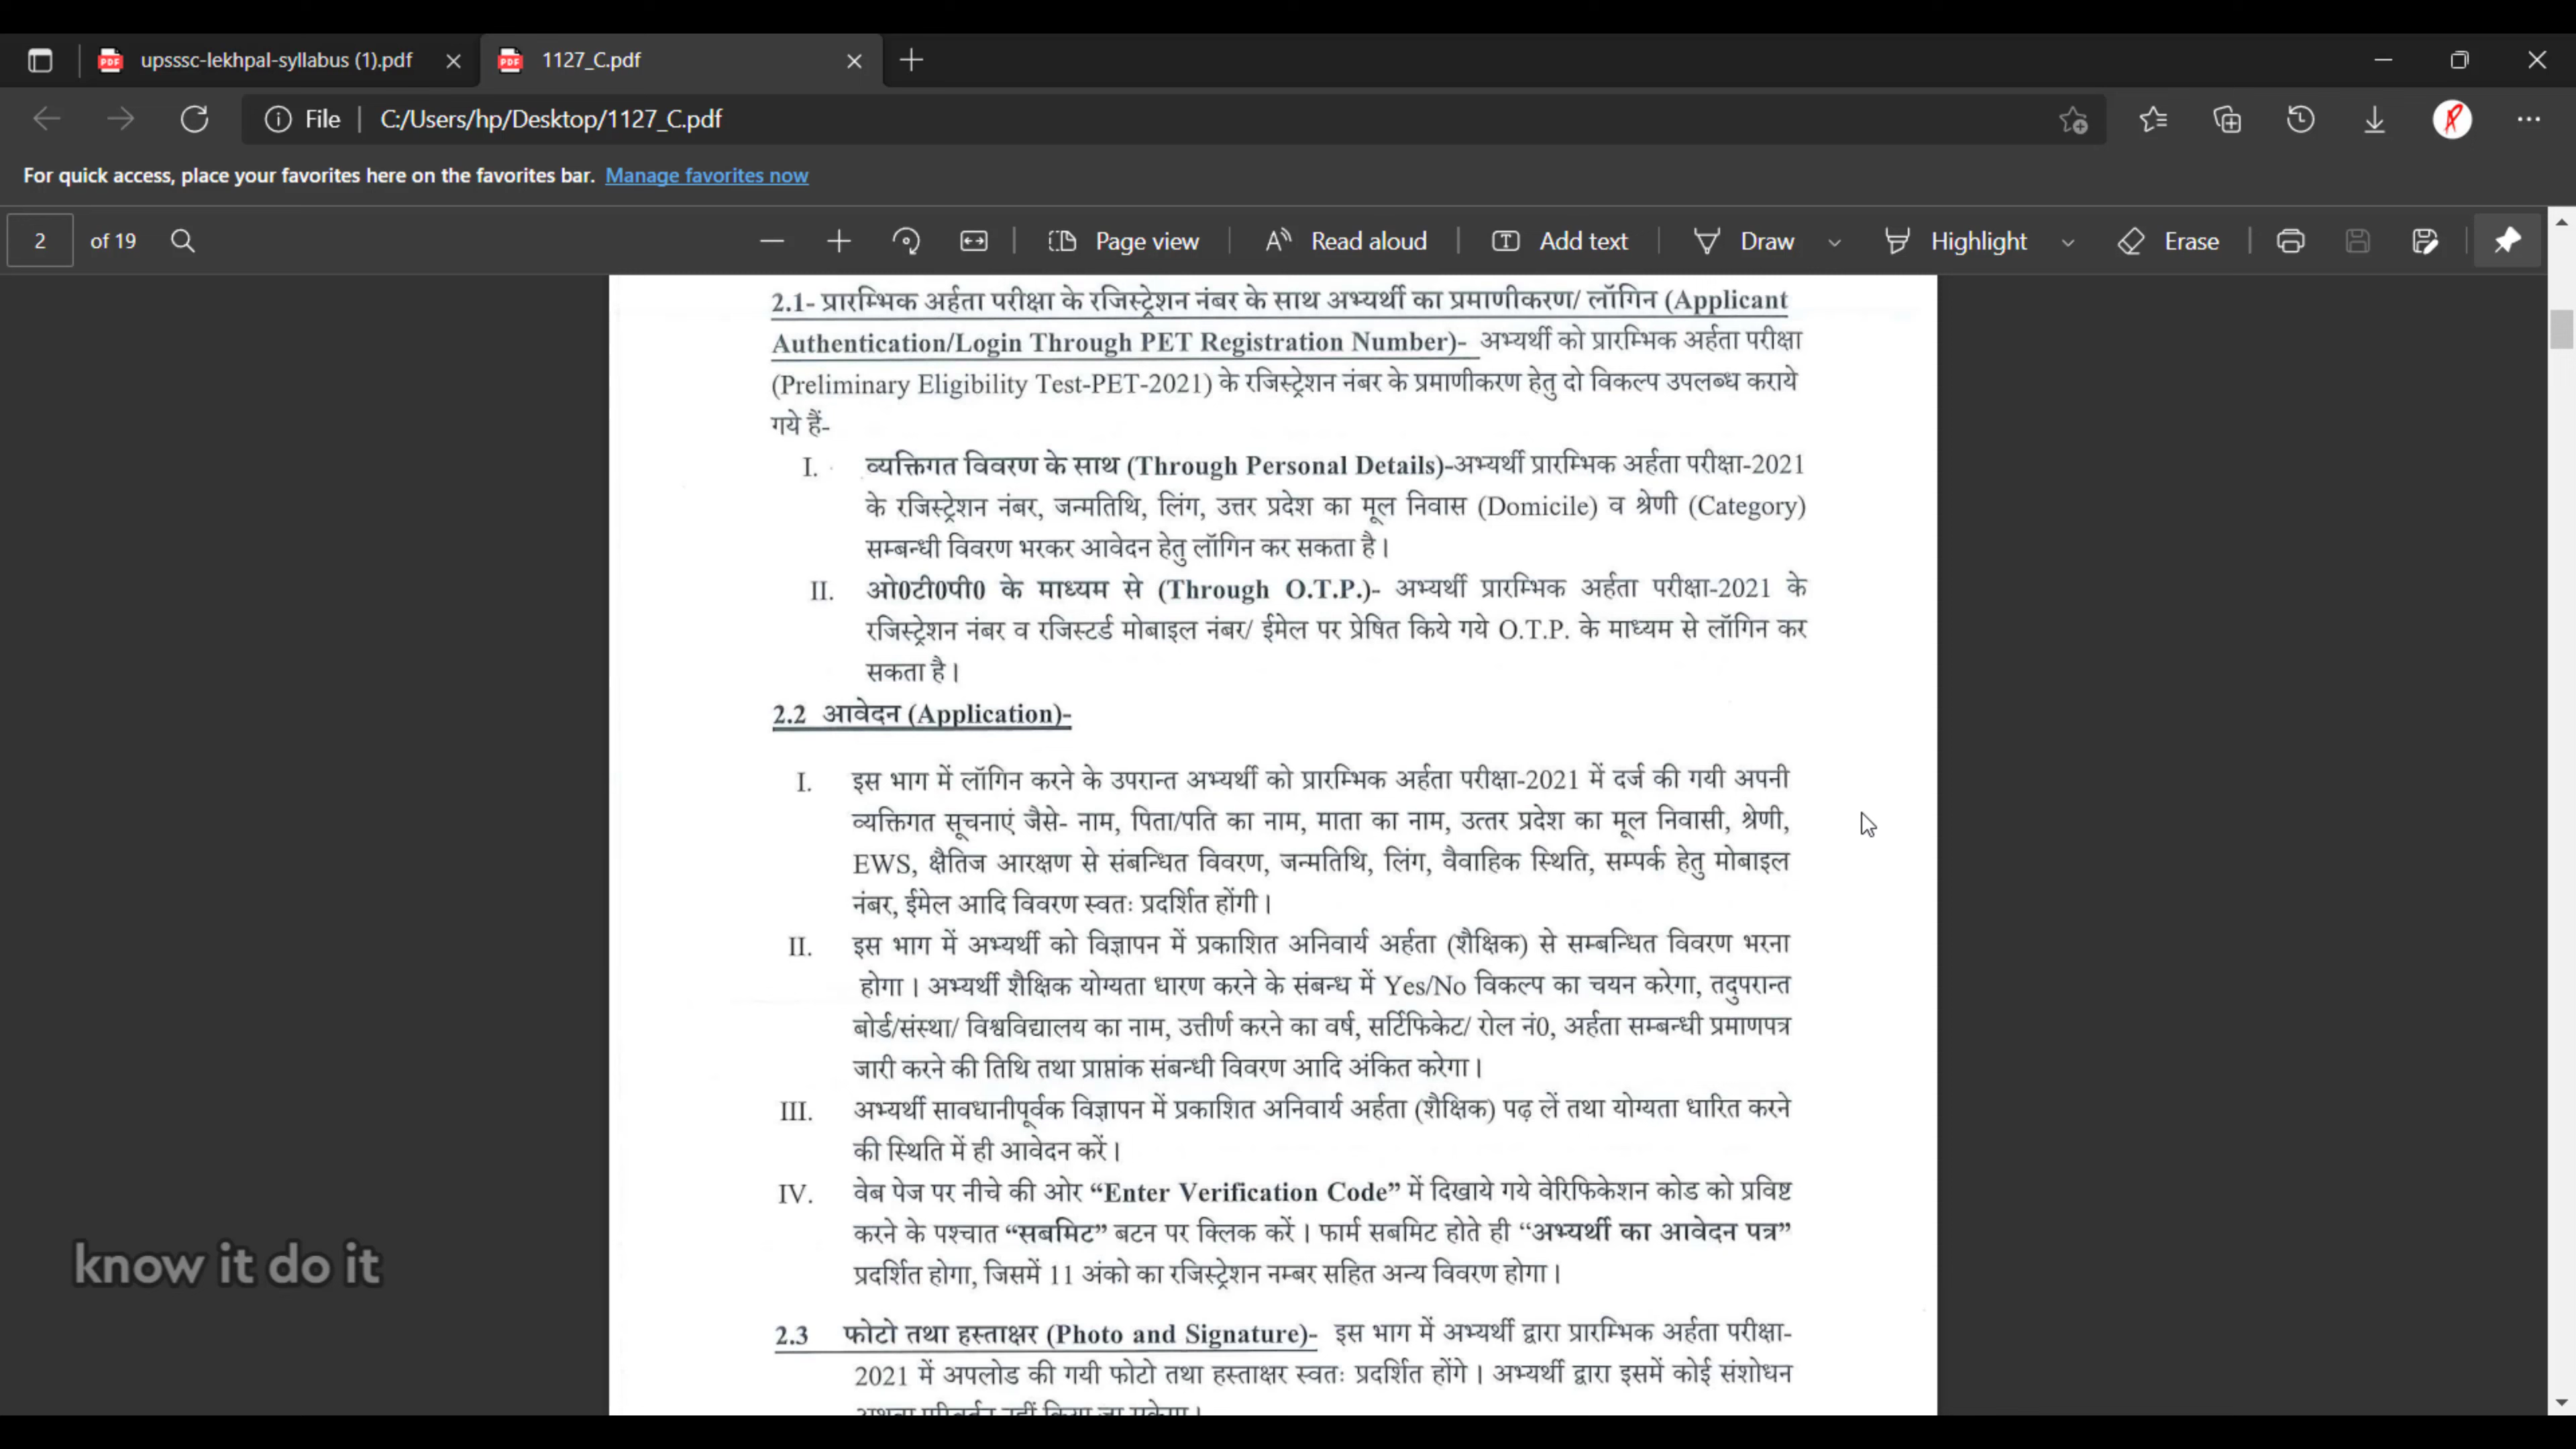 upsssc-lekhpal-syllabus (1).pdf
1127_C.pdf
File
C:/Users/hp/Desktop/1127_C.pdf
For quick access, place your favorites here on the favorites bar. Manage favorites now
2 of 19
Page view
Read aloud
Add text
Draw
Highlight
Erase
2.1- प्रारम्भिक अर्हता परीक्षा के रजिस्ट्रेशन नंबर के साथ अभ्यर्थी का प्रमाणीकरण/ लॉगिन (Applicant
Authentication/Login Through PET Registration Number)- अभ्यर्थी को प्रारम्भिक अर्हता परीक्षा
(Preliminary Eligibility Test-PET-2021) के रजिस्ट्रेशन नंबर के प्रमाणीकरण हेतु दो विकल्प उपलब्ध कराये
गये हैं-
I. व्यक्तिगत विवरण के साथ (Through Personal Details)-अभ्यर्थी प्रारम्भिक अर्हता परीक्षा-2021
के रजिस्ट्रेशन नंबर, जन्मतिथि, लिंग, उत्तर प्रदेश का मूल निवास (Domicile) व श्रेणी (Category)
सम्बन्धी विवरण भरकर आवेदन हेतु लॉगिन कर सकता है।
II. ओ0टी0पी0 के माध्यम से (Through O.T.P.)- अभ्यर्थी प्रारम्भिक अर्हता परीक्षा-2021 के
रजिस्ट्रेशन नंबर व रजिस्टर्ड मोबाइल नंबर/ ईमेल पर प्रेषित किये गये O.T.P. के माध्यम से लॉगिन कर
सकता है।
2.2 आवेदन (Application)-
I. इस भाग में लॉगिन करने के उपरान्त अभ्यर्थी को प्रारम्भिक अर्हता परीक्षा-2021 में दर्ज की गयी अपनी
व्यक्तिगत सूचनाएं जैसे- नाम, पिता/पति का नाम, माता का नाम, उत्तर प्रदेश का मूल निवासी, श्रेणी,
EWS, क्षैतिज आरक्षण से संबन्धित विवरण, जन्मतिथि, लिंग, वैवाहिक स्थिति, सम्पर्क हेतु मोबाइल
नंबर, ईमेल आदि विवरण स्वतः प्रदर्शित होंगी।
II. इस भाग में अभ्यर्थी को विज्ञापन में प्रकाशित अनिवार्य अर्हता (शैक्षिक) से सम्बन्धित विवरण भरना
होगा। अभ्यर्थी शैक्षिक योग्यता धारण करने के संबन्ध में Yes/No विकल्प का चयन करेगा, तदुपरान्त
बोर्ड/संस्था/ विश्वविद्यालय का नाम, उत्तीर्ण करने का वर्ष, सर्टिफिकेट/ रोल नं0, अर्हता सम्बन्धी प्रमाणपत्र
जारी करने की तिथि तथा प्राप्तांक संबन्धी विवरण आदि अंकित करेगा।
III. अभ्यर्थी सावधानीपूर्वक विज्ञापन में प्रकाशित अनिवार्य अर्हता (शैक्षिक) पढ़ लें तथा योग्यता धारित करने
की स्थिति में ही आवेदन करें।
IV. वेब पेज पर नीचे की ओर “Enter Verification Code” में दिखाये गये वेरिफिकेशन कोड को प्रविष्ट
करने के पश्चात “सबमिट” बटन पर क्लिक करें। फार्म सबमिट होते ही “अभ्यर्थी का आवेदन पत्र”
प्रदर्शित होगा, जिसमें 11 अंको का रजिस्ट्रेशन नम्बर सहित अन्य विवरण होगा।
2.3 फोटो तथा हस्ताक्षर (Photo and Signature)- इस भाग में अभ्यर्थी द्वारा प्रारम्भिक अर्हता परीक्षा-
2021 में अपलोड की गयी फोटो तथा हस्ताक्षर स्वतः प्रदर्शित होंगे। अभ्यर्थी द्वारा इसमें कोई संशोधन
know it do it